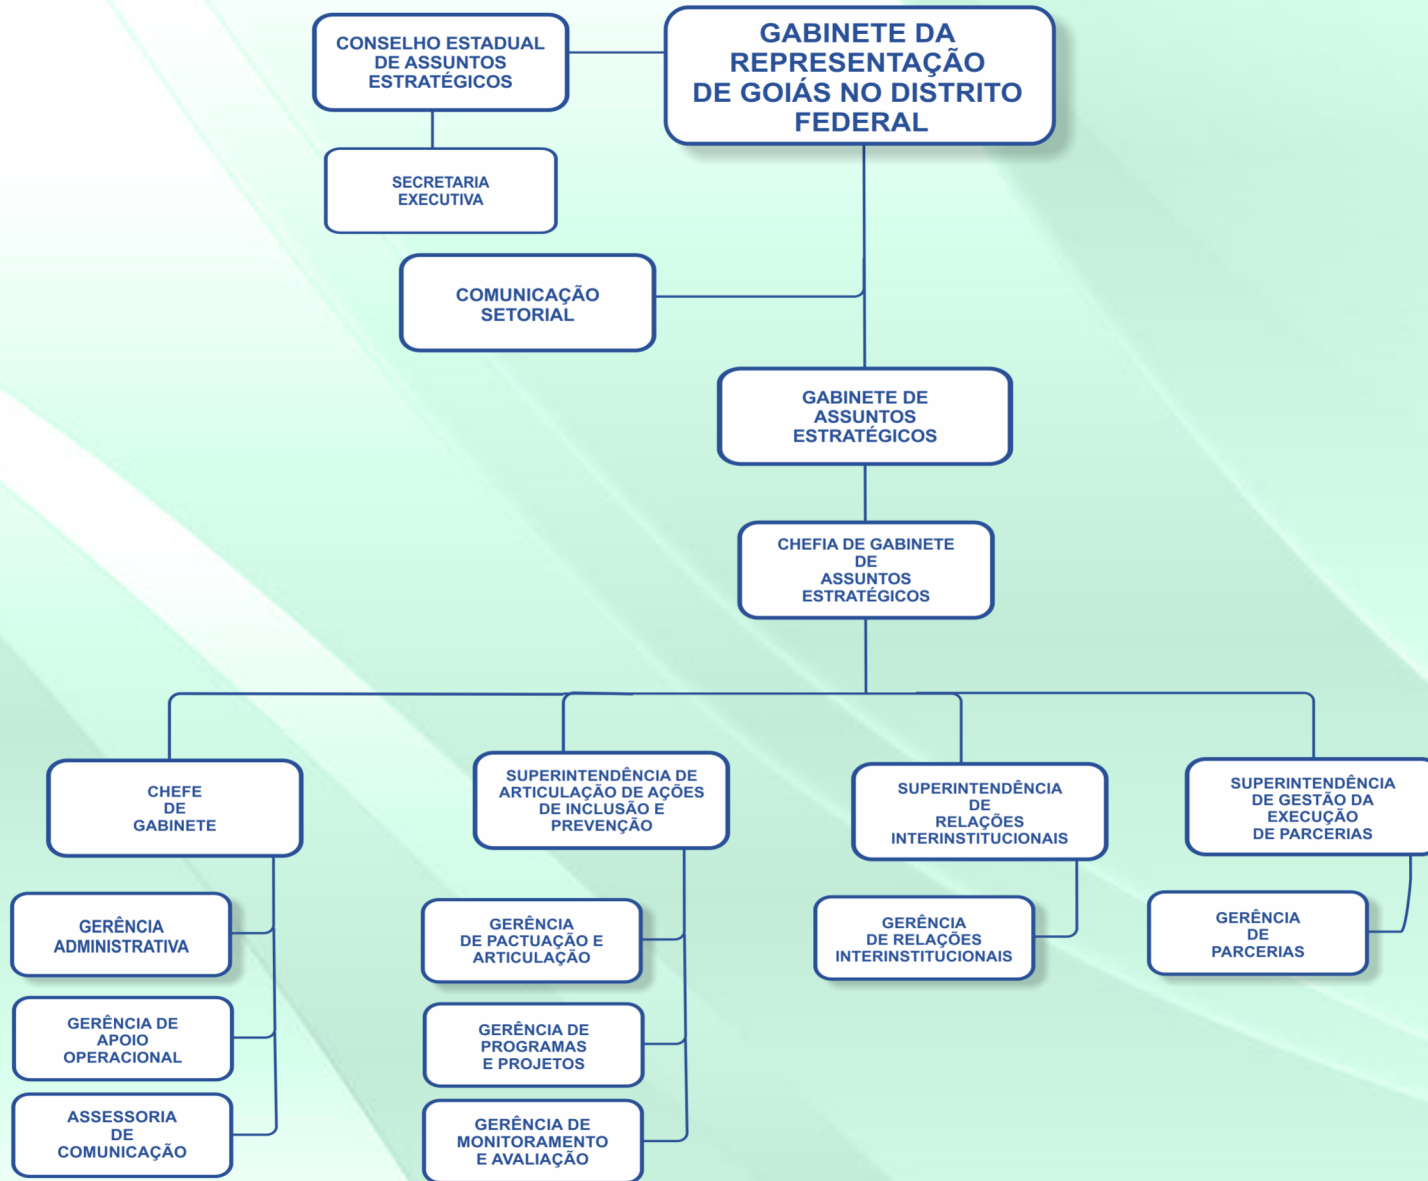 CONSELHO ESTADUAL
DE ASSUNTOS
ESTRATÉGICOS
GABINETE DA
REPRESENTAÇÃO
DE GOIÁS NO DISTRITO
FEDERAL
SECRETARIA
EXECUTIVA
COMUNICAÇÃO
SETORIAL
GABINETE DE
ASSUNTOS
ESTRATÉGICOS
CHEFIA DE GABINETE
DE
ASSUNTOS
ESTRATÉGICOS
CHEFE
DE
GABINETE
SUPERINTENDÊNCIA DE
ARTICULAÇÃO DE AÇÕES
DE INCLUSÃO E
PREVENÇÃO
SUPERINTENDÊNCIA
DE
RELAÇÕES
INTERINSTITUCIONAIS
SUPERINTENDÊNCIA
DE GESTÃO DA
EXECUÇÃO
DE PARCERIAS
GERÊNCIA
ADMINISTRATIVA
GERÊNCIA
DE PACTUAÇÃO E
ARTICULAÇÃO
GERÊNCIA
DE RELAÇÕES
INTERINSTITUCIONAIS
GERÊNCIA
DE
PARCERIAS
GERÊNCIA DE
APOIO
OPERACIONAL
GERÊNCIA DE
PROGRAMAS
E PROJETOS
ASSESSORIA
DE
COMUNICAÇÃO
GERÊNCIA DE
MONITORAMENTO
E AVALIAÇÃO